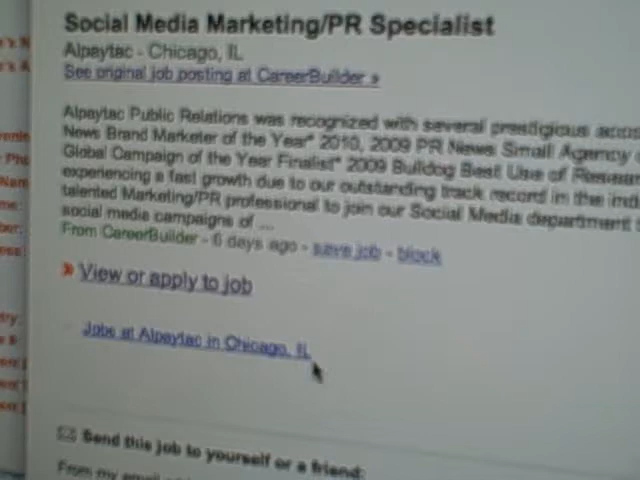 Social Media Marketing/PR Specialist
Alpaytac - Chicago, IL
See original job posting at CareerBuilder »
Alpaytac Public Relations was recognized with several prestigious
News Brand Marketer of the Year" 2010, 2009 PR News Small Agency
Global Campaign of the Year Finalist" 2009 Bulldog Best Use of
experiencing a fast growth due to our outstanding track record in the
talented Marketing/PR professional to join our Social Media department
social media campaigns of ...
From CareerBuilder - 6 days ago - save job - block
» View or apply to job
Jobs at Alpaytac in Chicago, IL
Send this job to yourself or a friend:
From my email